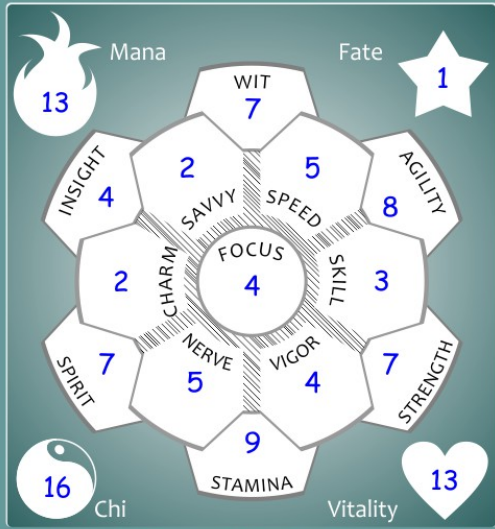 Mana
13
Fate
1
WIT
7
INSIGHT
4
2
SAVVY
5
SPEED
AGILITY
8
2
CHARM
FOCUS
4
SKILL
3
SPIRIT
7
NERVE
5
VIGOR
4
7
STRENGTH
9
STAMINA
16
Chi
Vitality
13